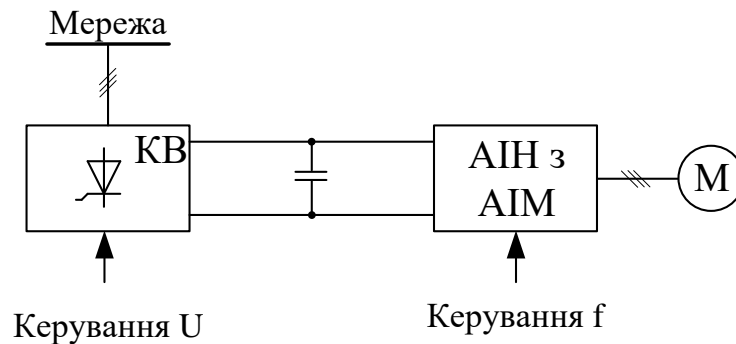 Мережа
КВ
АІН з
АІМ
М
Керування U
Керування f